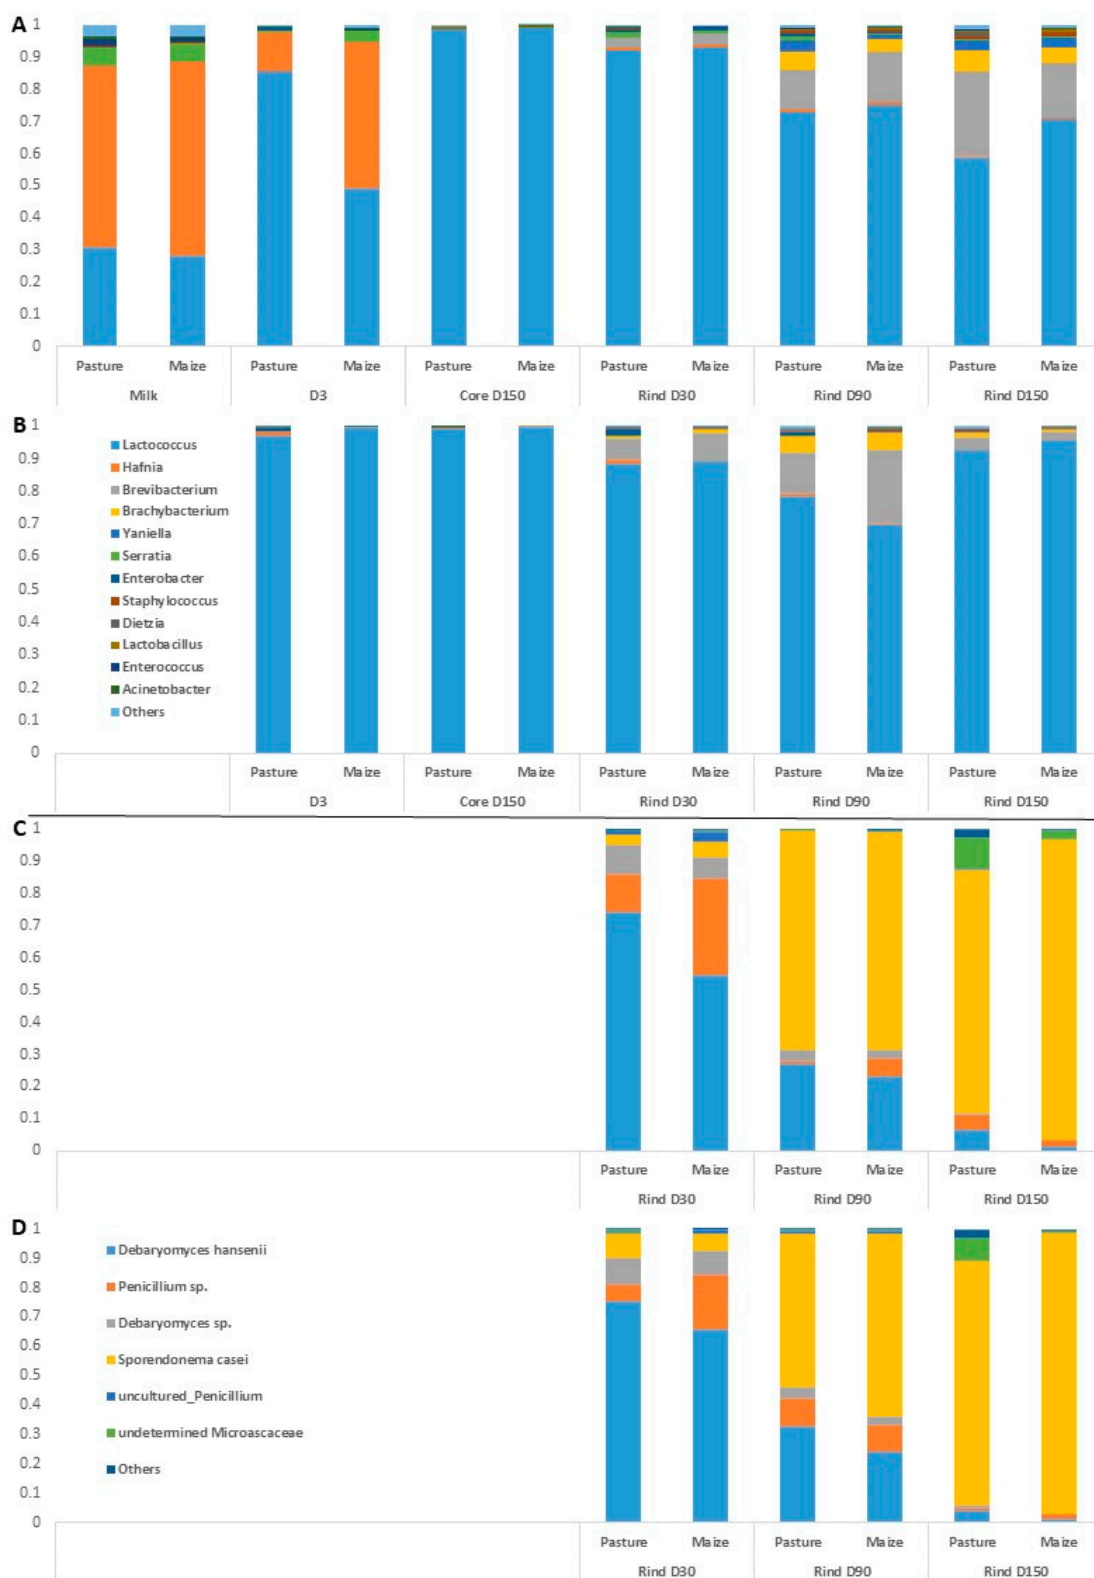 A
1
0.9
0.8
0.7
0.6
0.5
0.4
0.3
0.2
0.1
0
Pasture Maize Pasture Maize Pasture Maize Pasture Maize Pasture Maize Pasture Maize
Milk D3 Core D150 Rind D30 Rind D90 Rind D150
B
1
0.9
0.8
0.7
0.6
0.5
0.4
0.3
0.2
0.1
0
Lactococcus
Hafnia
Brevibacterium
Brachybacterium
Yaniella
Serratia
Enterobacter
Staphylococcus
Dietzia
Lactobacillus
Enterococcus
Acinetobacter
Others
Pasture Maize Pasture Maize Pasture Maize Pasture Maize Pasture Maize
D3 Core D150 Rind D30 Rind D90 Rind D150
C
1
0.9
0.8
0.7
0.6
0.5
0.4
0.3
0.2
0.1
0
Pasture Maize Pasture Maize Pasture Maize
Rind D30 Rind D90 Rind D150
D
1
0.9
0.8
0.7
0.6
0.5
0.4
0.3
0.2
0.1
0
Debaryomyces hansenii
Penicillium sp.
Debaryomyces sp.
Sporendonema casei
uncultured_Penicillium
undetermined Microascaceae
Others
Pasture Maize Pasture Maize Pasture Maize
Rind D30 Rind D90 Rind D150